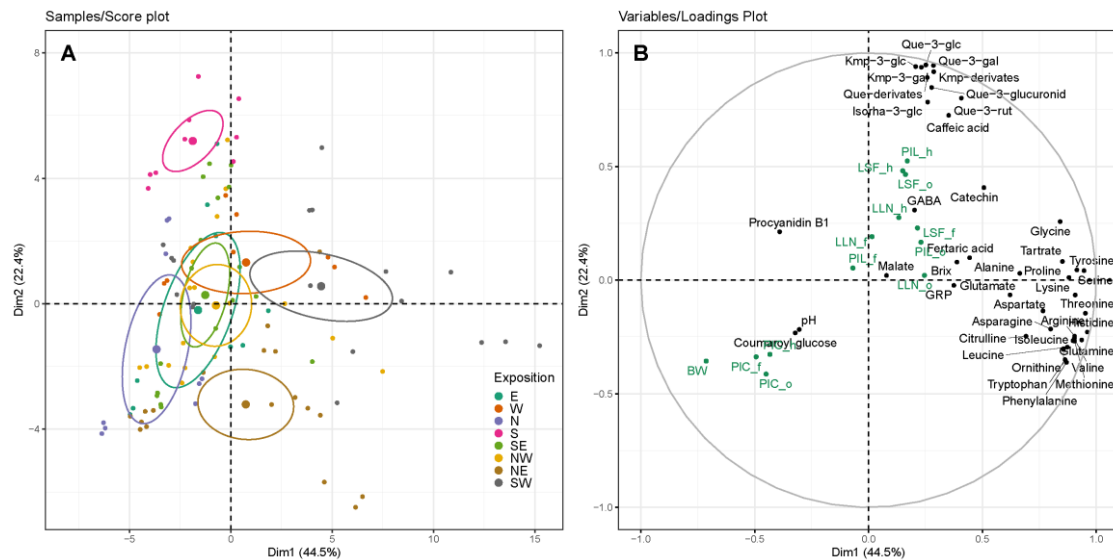 Samples/Score plot
A
8
4
0
−4
Dim2 (22.4%)
−5
0
5
10
15
Dim1 (44.5%)
Exposition
E
W
N
S
SE
NW
NE
SW
Variables/Loadings Plot
B
1.0
0.5
0.0
−0.5
−1.0
Dim2 (22.4%)
−1.0
−0.5
0.0
0.5
1.0
Dim1 (44.5%)
Que-3-glc
Kmp-3-glc
Que-3-gal
Kmp-3-gal
Kmp-derivates
Que-derivates
Que-3-glucuronid
Isorha-3-glc
Que-3-rut
Caffeic acid
PIL_h
LSF_h
LSF_o
GABA
Catechin
LLN_h
Procyanidin B1
Glycine
LSF_f
LLN_f
PIL_o
Fertaric acid
Tartrate
PIL_f
Tyrosine
Malate
Brix
Alanine
Proline
Serine
LLN_o
Glutamate
Lysine
GRP
Threonine
Aspartate
pH
Asparagine
Arginine
Histidine
Coumaroyl-glucose
Citrulline
Isoleucine
PIC_h
Leucine
Glutamine
BW
PIC_f
Ornithine
Valine
PIC_o
Tryptophan
Methionine
Phenylalanine